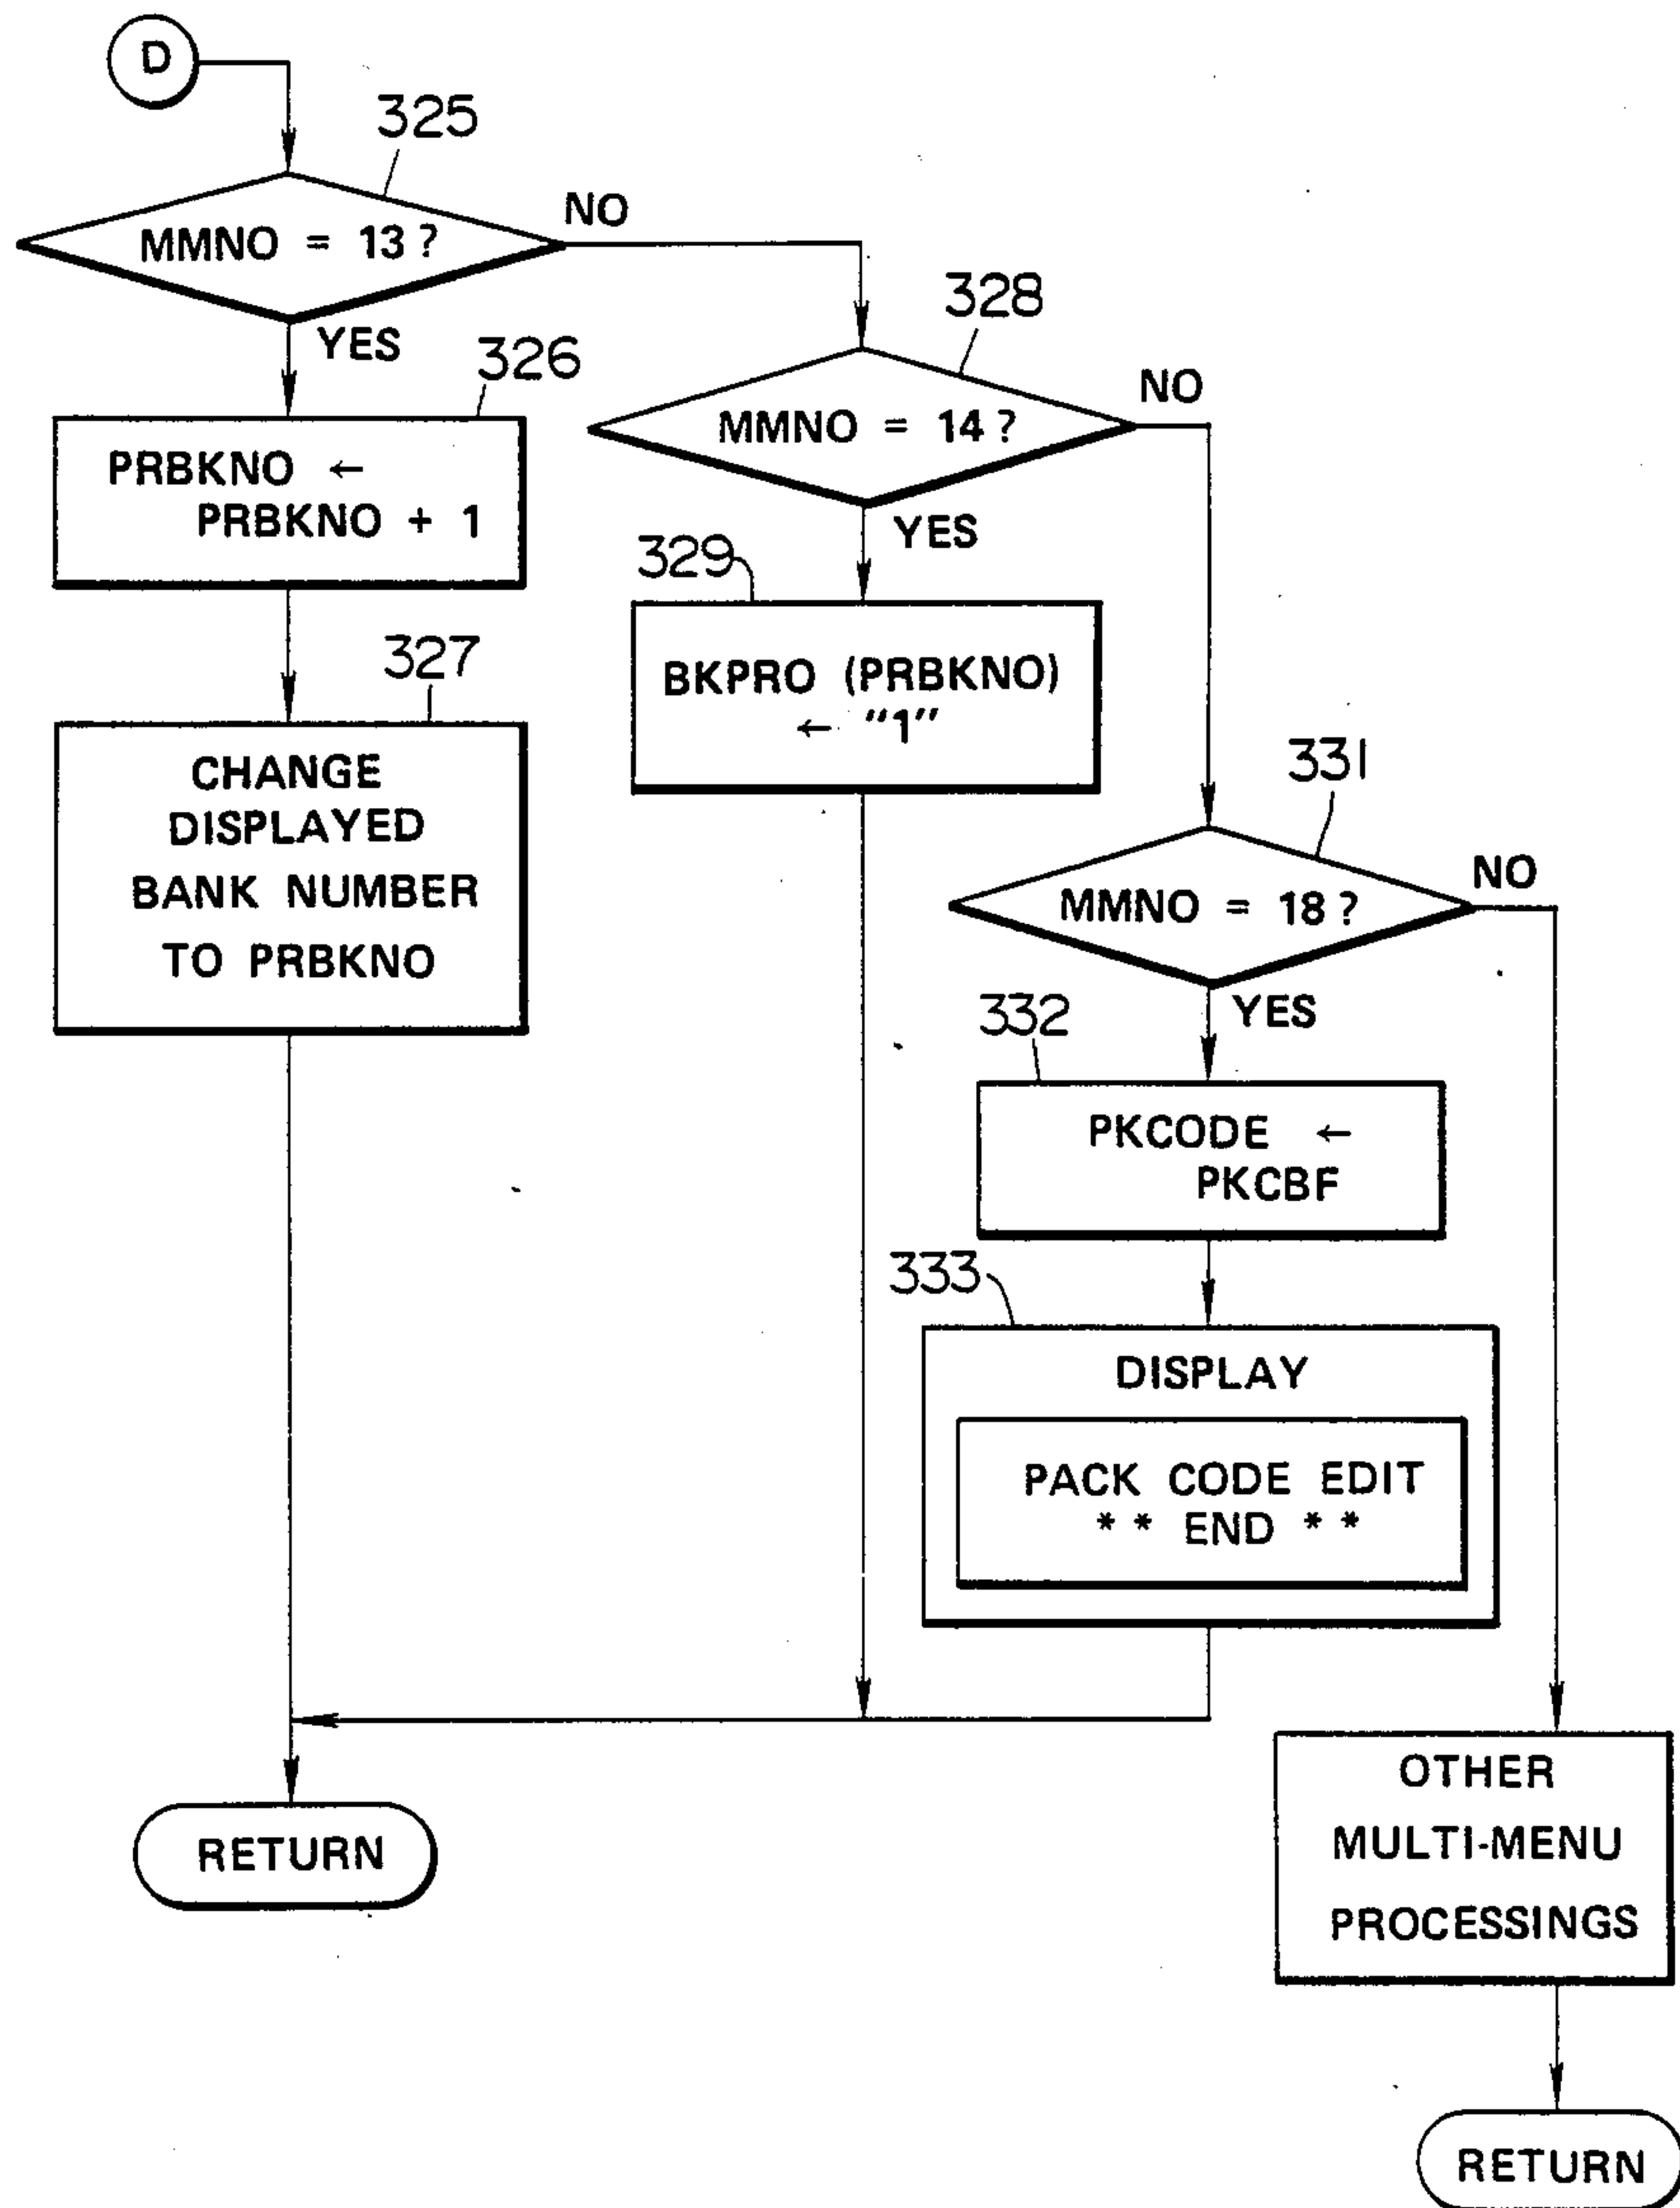 D
325
MMNO = 13?
NO
YES
326
PRBKNO ←
PRBKNO + 1
327
CHANGE
DISPLAYED
BANK NUMBER
TO PRBKNO
328
MMNO = 14?
NO
YES
329
BKPRO (PRBKNO)
← "1"
331
MMNO = 18?
NO
YES
332
PKCODE ←
PKCBF
333
DISPLAY
PACK CODE EDIT
* * END * *
RETURN
OTHER
MULTI-MENU
PROCESSINGS
RETURN